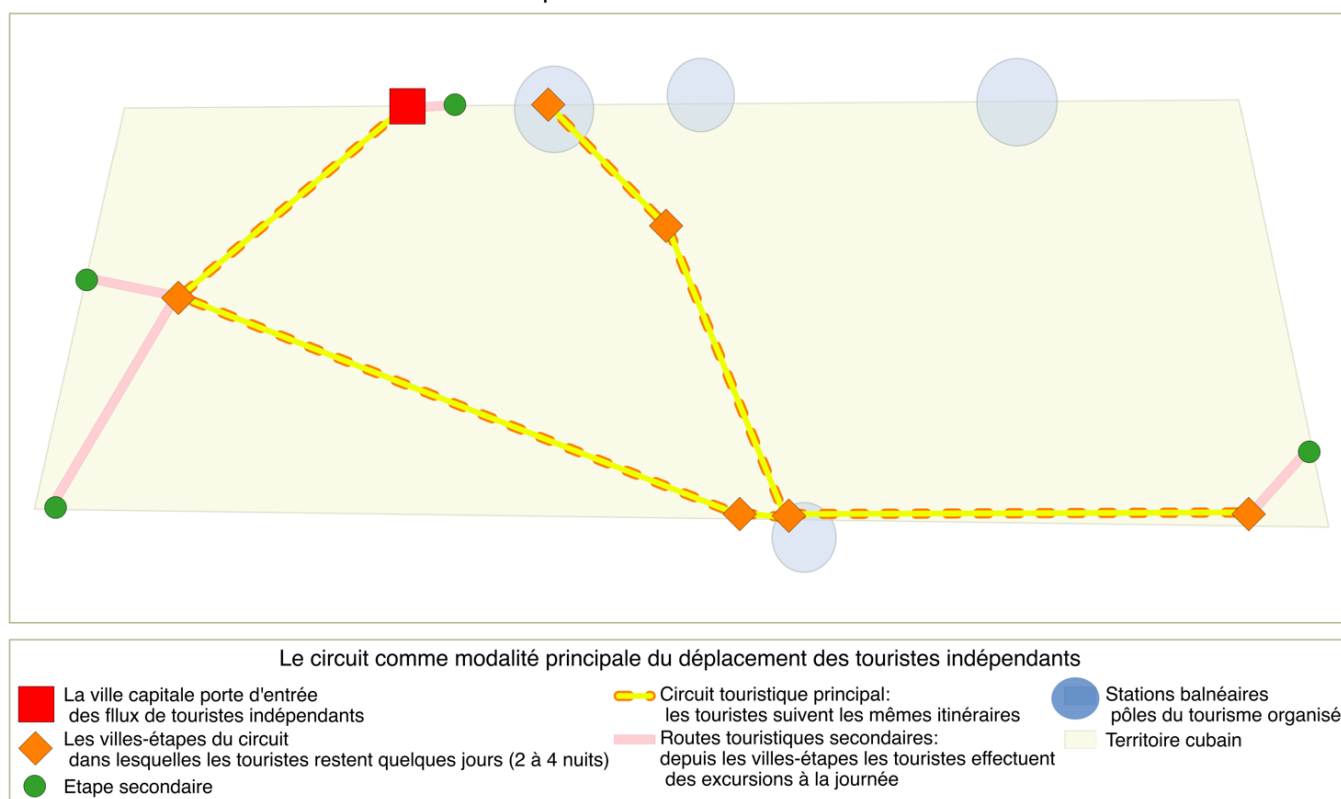 Le circuit comme modalité principale du déplacement des touristes indépendants
La ville capitale porte d'entrée
des fllux de touristes indépendants
Les villes-étapes du circuit
dans lesquelles les touristes restent quelques jours (2 à 4 nuits)
Etape secondaire
Circuit touristique principal:
les touristes suivent les mêmes itinéraires
Routes touristiques secondaires:
depuis les villes-étapes les touristes effectuent
des excursions à la journée
Stations balnéaires
pôles du tourisme organisé
Territoire cubain